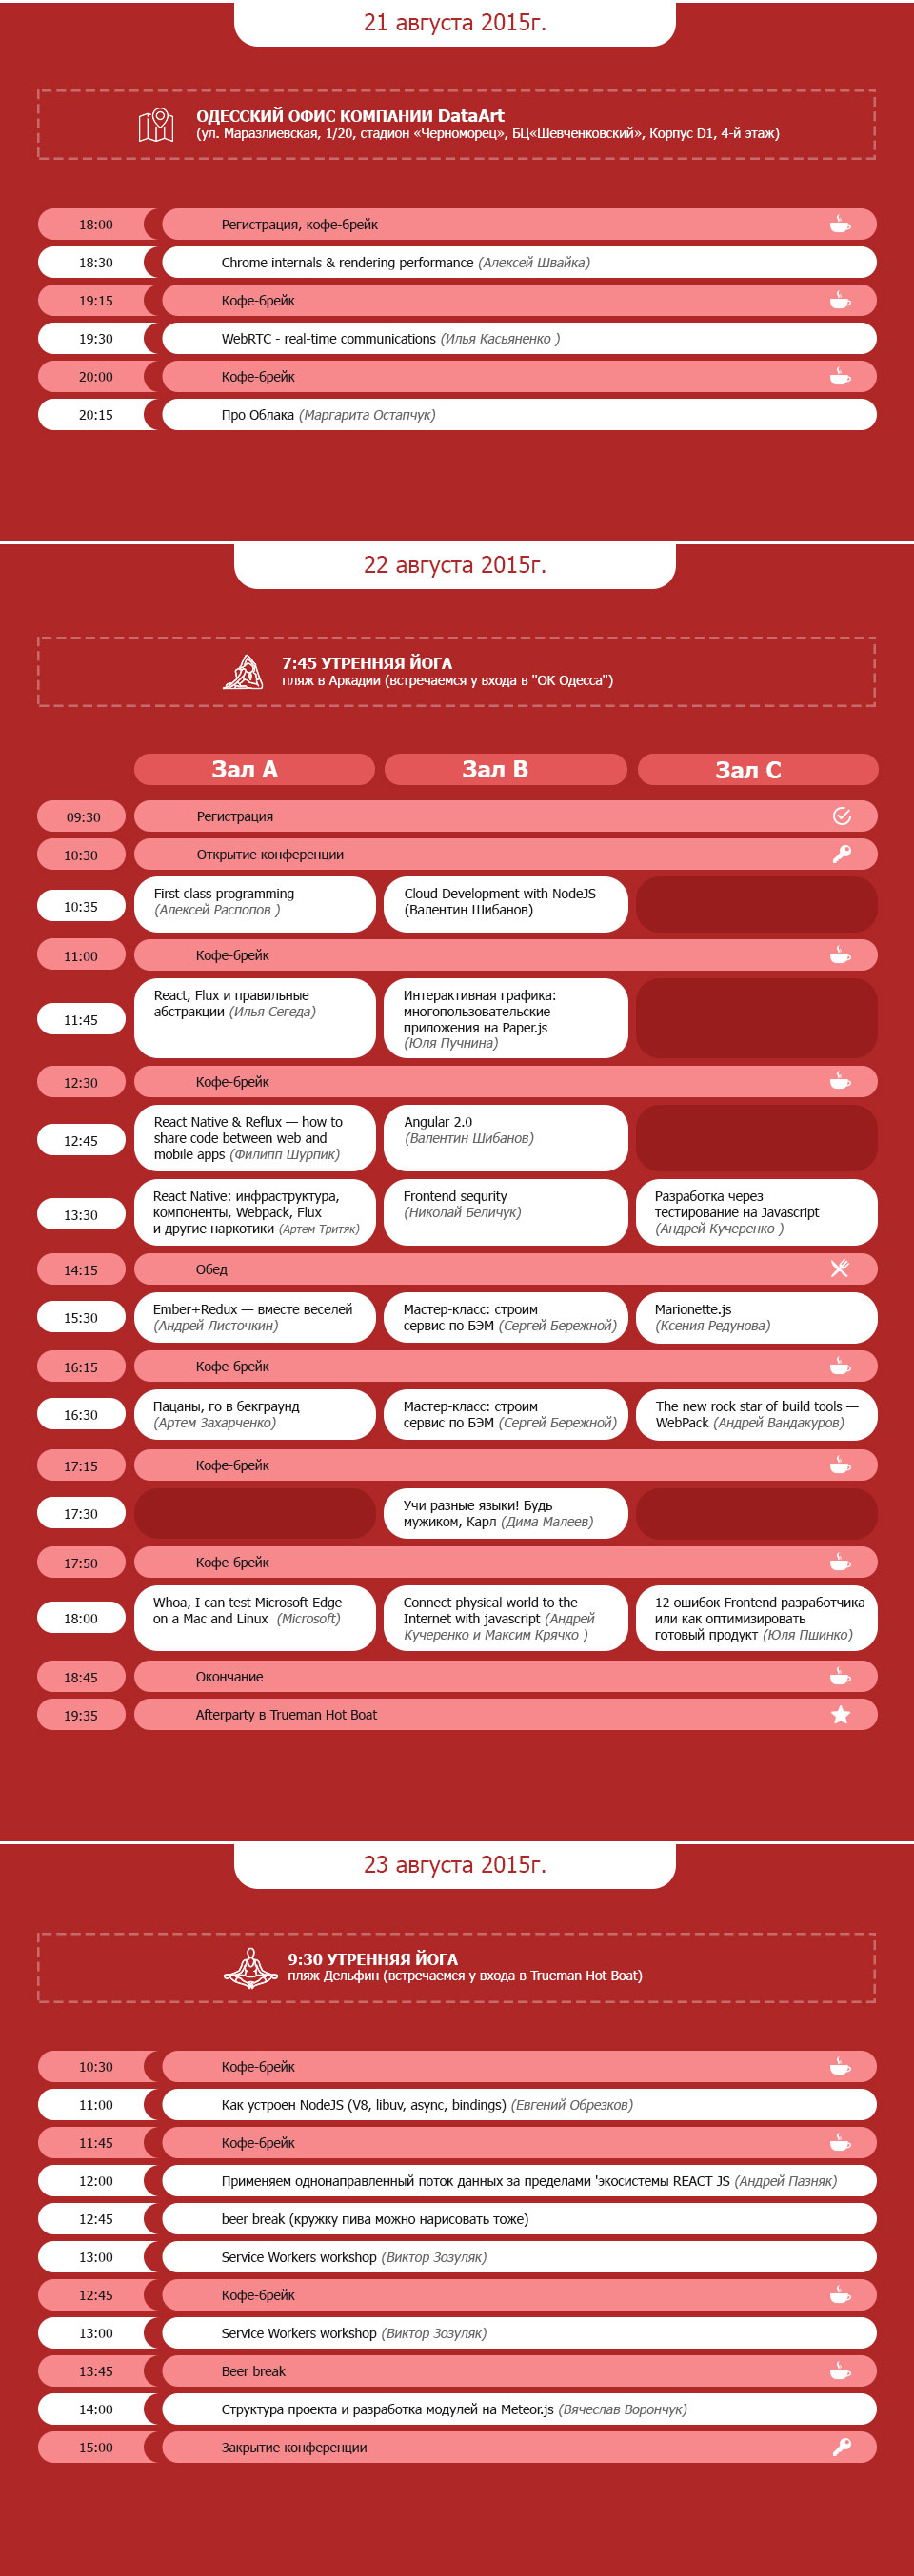 21 августа 2015г.
ОДЕССКИЙ ОФИС КОМПАНИИ DataArt
(ул. Маразлиевская, 1/20, стадион «Черноморец», БЦ«Шевченковский», Корпус D1, 4-й этаж)
18:00 Регистрация, кофе-брейк
18:30 Chrome internals & rendering performance (Алексей Швайка)
19:15 Кофе-брейк
19:30 WebRTC - real-time communications (Илья Касьяненко )
20:00 Кофе-брейк
20:15 Про Облака (Маргарита Остапчук)
22 августа 2015г.
7:45 УТРЕННЯЯ ЙОГА
пляж в Аркадии (встречаемся у входа в "ОК Одесса")
Зал А Зал В Зал С
09:30 Регистрация
10:30 Открытие конференции
10:35
First class programming
(Алексей Распопов )
Cloud Development with NodeJS
(Валентин Шибанов)
11:00 Кофе-брейк
11:45
React, Flux и правильные
абстракции (Илья Сегеда)
Интерактивная графика:
многопользовательские
приложения на Paper.js
(Юля Пучнина)
12:30 Кофе-брейк
12:45
React Native & Reflux — how to
share code between web and
mobile apps (Филипп Шурпик)
Angular 2.0
(Валентин Шибанов)
13:30
React Native: инфраструктура,
компоненты, Webpack, Flux
и другие наркотики (Артем Тритяк)
Frontend sequrity
(Николай Беличук)
Разработка через
тестирование на Javascript
(Андрей Кучеренко )
14:15 Обед
15:30
Ember+Redux — вместе веселей
(Андрей Листочкин)
Мастер-класс: строим
сервис по БЭМ (Сергей Бережной)
Marionette.js
(Ксения Редунова)
16:15 Кофе-брейк
16:30
Пацаны, го в бекграунд
(Артем Захарченко)
Мастер-класс: строим
сервис по БЭМ (Сергей Бережной)
The new rock star of build tools —
WebPack (Андрей Вандакуров)
17:15 Кофе-брейк
17:30
Учи разные языки! Будь
мужиком, Карл (Дима Малеев)
17:50 Кофе-брейк
18:00
Whoa, I can test Microsoft Edge
on a Mac and Linux (Microsoft)
Connect physical world to the
Internet with javascript (Андрей
Кучеренко и Максим Крячко )
12 ошибок Frontend разработчика
или как оптимизировать
готовый продукт (Юля Пшинко)
18:45 Окончание
19:35 Afterparty в Trueman Hot Boat
23 августа 2015г.
9:30 УТРЕННЯЯ ЙОГА
пляж Дельфин (встречаемся у входа в Trueman Hot Boat)
10:30 Кофе-брейк
11:00 Как устроен NodeJS (V8, libuv, async, bindings) (Евгений Обрезков)
11:45 Кофе-брейк
12:00 Применяем однонаправленный поток данных за пределами 'экосистемы REACT JS (Андрей Пазняк)
12:45 beer break (кружку пива можно нарисовать тоже)
13:00 Service Workers workshop (Виктор Зозуляк)
12:45 Кофе-брейк
13:00 Service Workers workshop (Виктор Зозуляк)
13:45 Beer break
14:00 Структура проекта и разработка модулей на Meteor.js (Вячеслав Ворончук)
15:00 Закрытие конференции